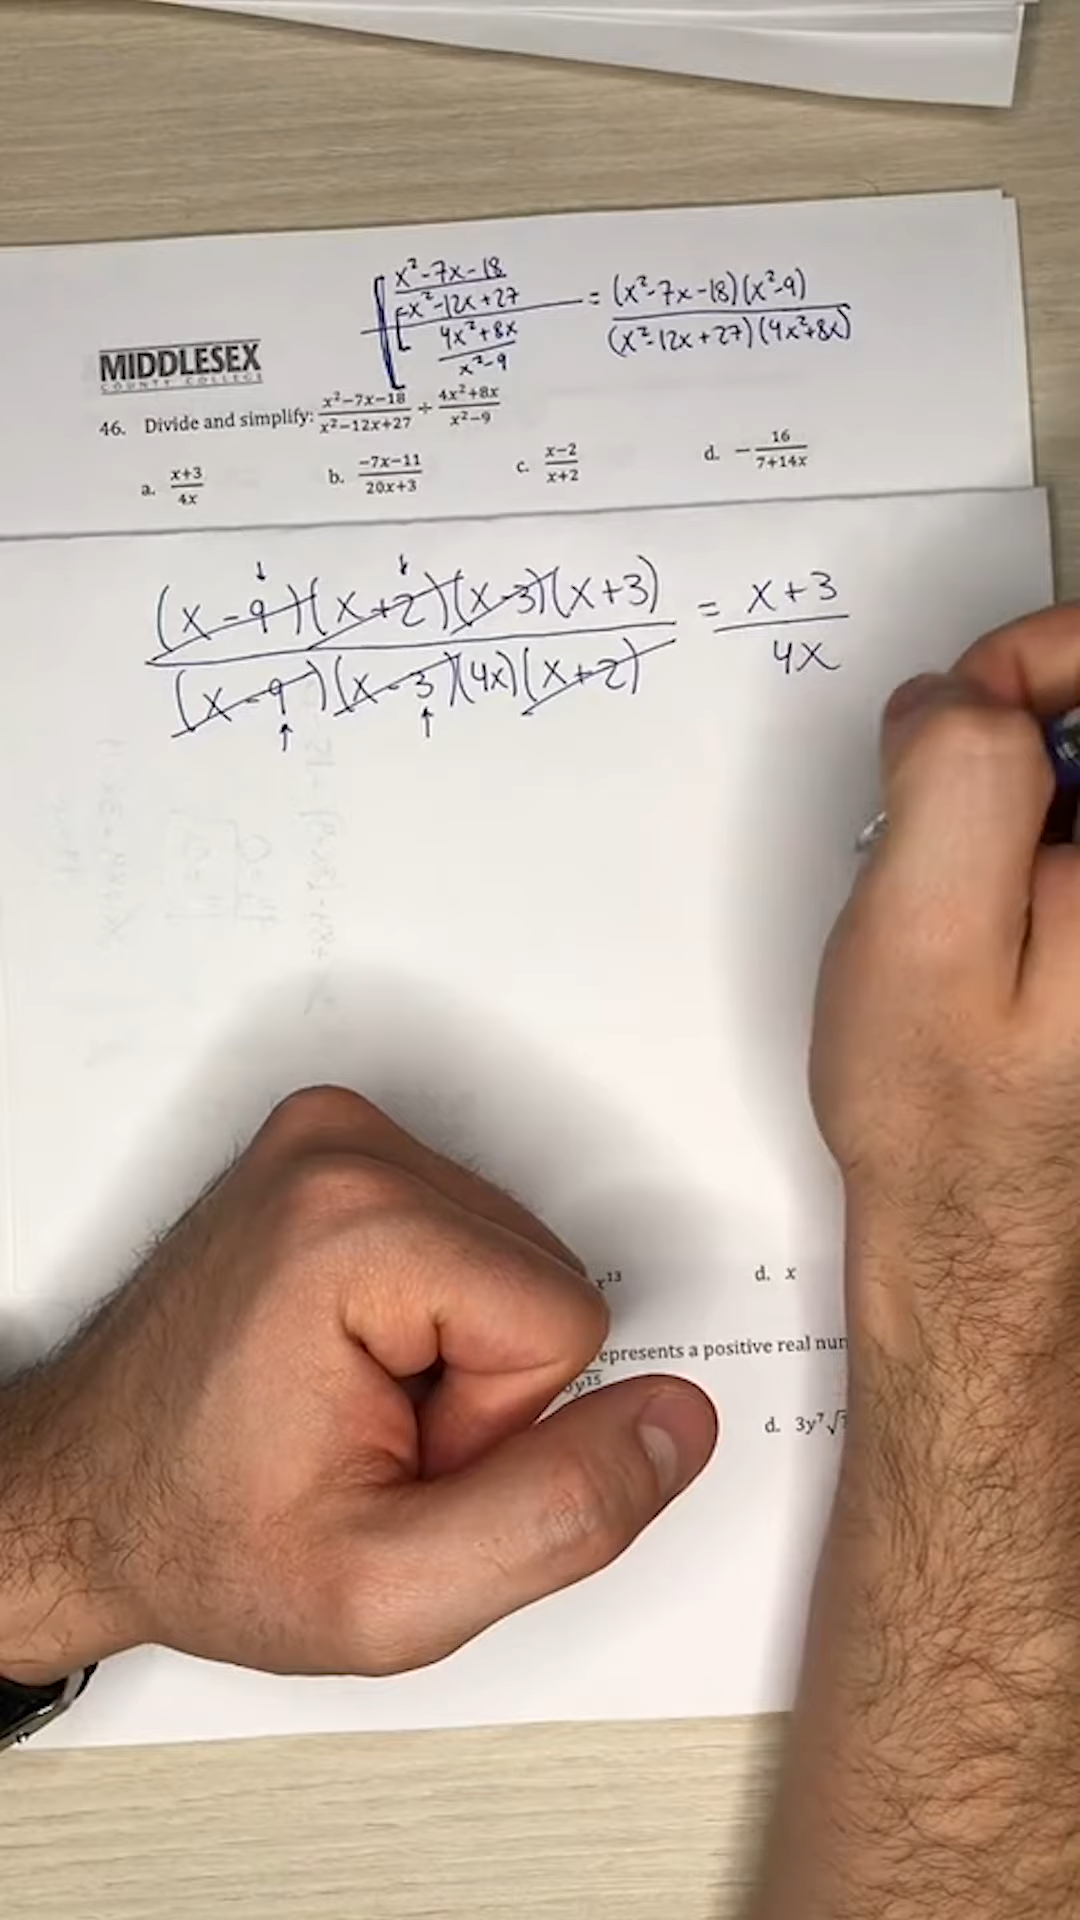 x²-7x-18
x²-12x+27
4x²+8x
x²-9
= (x²-7x-18)(x²-9)
(x²-12x+27)(4x²+8x)
MIDDLESEX
COUNTY COLLEGE
46. Divide and simplify: x²−7x−18 / x²−12x+27 ÷ 4x²+8x / x²−9
a. x+3 / 4x b. −7x−11 / 20x+3 c. x−2 / x+2 d. − 16 / 7+14x
(x-9)(x+2)(x-3)(x+3) = x+3
(x-9)(x-3)(4x)(x+2) 4x
x¹³ d. x
epresents a positive real
y¹⁵
d. 3y⁷√